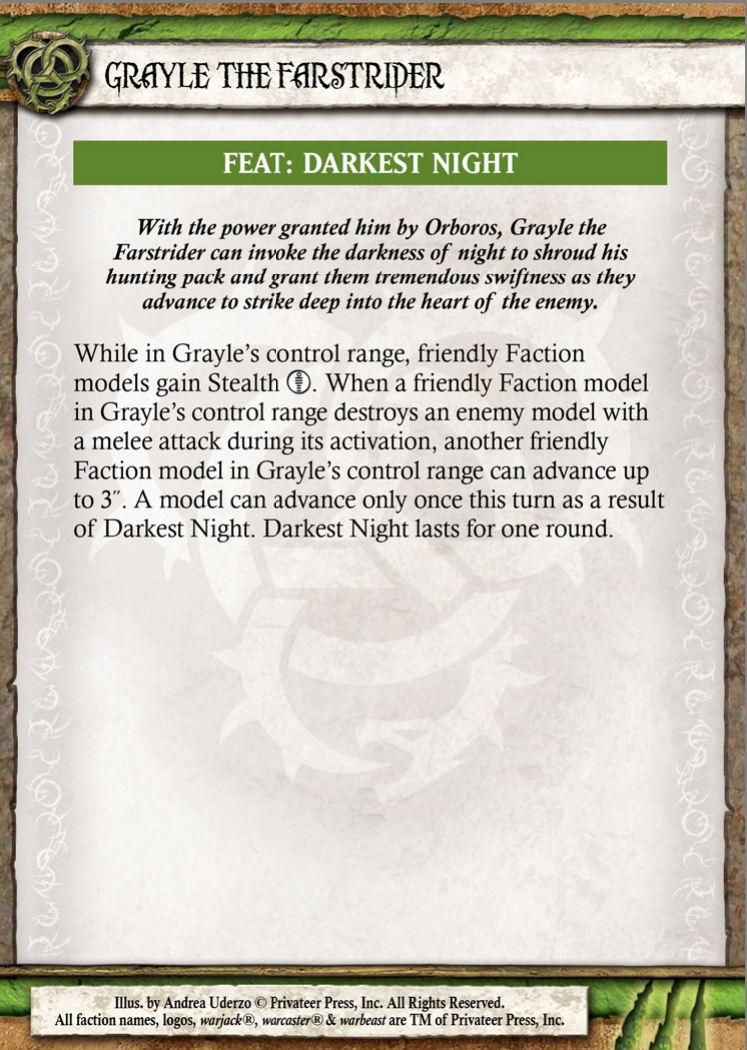 GRAYLE THE FARSTRIDER
FEAT: DARKEST NIGHT
With the power granted him by Orboros, Grayle the
Farstrider can invoke the darkness of night to shroud his
hunting pack and grant them tremendous swiftness as they
advance to strike deep into the heart of the enemy.
While in Grayle’s control range, friendly Faction
models gain Stealth. When a friendly Faction model
in Grayle’s control range destroys an enemy model with
a melee attack during its activation, another friendly
Faction model in Grayle’s control range can advance up
to 3˝. A model can advance only once this turn as a result
of Darkest Night. Darkest Night lasts for one round.
Illus. by Andrea Uderzo © Privateer Press, Inc. All Rights Reserved.
All faction names, logos, warjack®, warcaster® & warbeast are TM of Privateer Press, Inc.